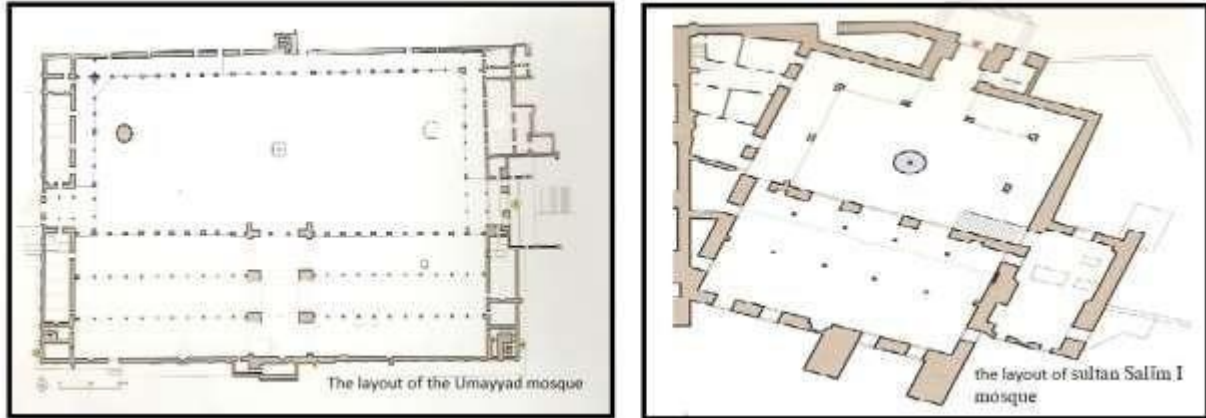 The layout of the Umayyad mosque
the layout of sultan Salīm I
mosque